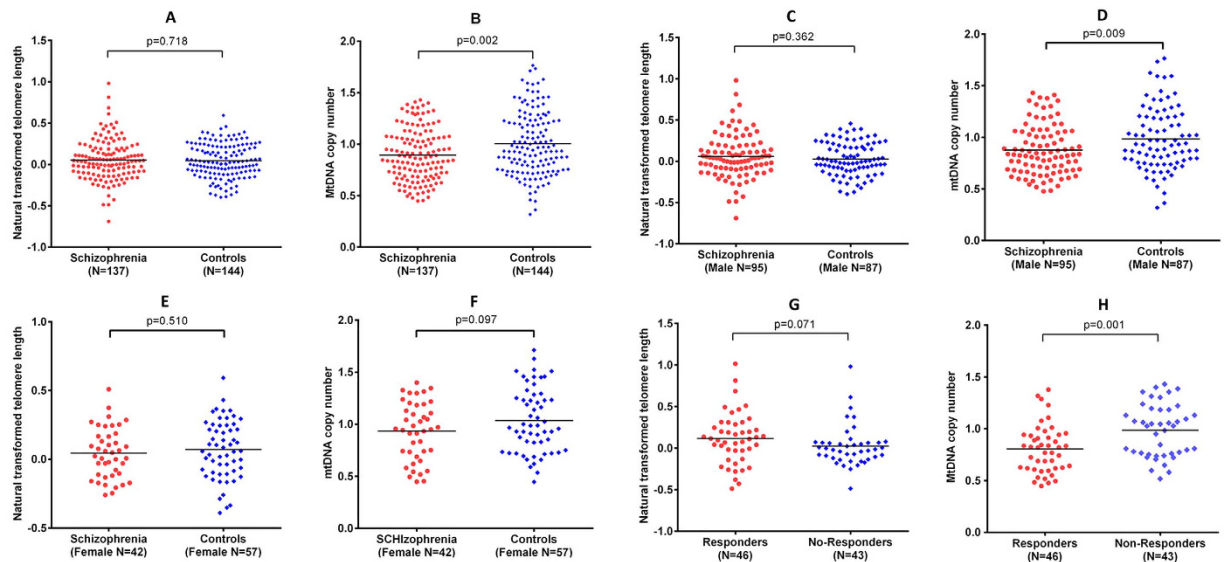 A
p=0.718
Natural transformed telomere length
1.5
1.0
0.5
0.0
-0.5
-1.0
Schizophrenia Controls
(N=137) (N=144)
B
p=0.002
MtDNA copy number
2.0
1.5
1.0
0.5
0.0
Schizophrenia Controls
(N=137) (N=144)
C
p=0.362
Natural transformed telomere length
1.5
1.0
0.5
0.0
-0.5
-1.0
Schizophrenia Controls
(Male N=95) (Male N=87)
D
p=0.009
mtDNA copy number
2.0
1.5
1.0
0.5
0.0
Schizophrenia Controls
(Male N=95) (Male N=87)
E
p=0.510
Natural transformed telomere length
1.0
0.5
0.0
-0.5
Schizophrenia Controls
(Female N=42) (Female N=57)
F
p=0.097
mtDNA copy number
2.0
1.5
1.0
0.5
0.0
SCHIzophrenia Controls
(Female N=42) (Female N=57)
G
p=0.071
Natural transformed telomere length
1.5
1.0
0.5
0.0
-0.5
-1.0
Responders No-Responders
(N=46) (N=43)
H
p=0.001
MtDNA copy number
2.0
1.5
1.0
0.5
0.0
Responders Non-Responders
(N=46) (N=43)